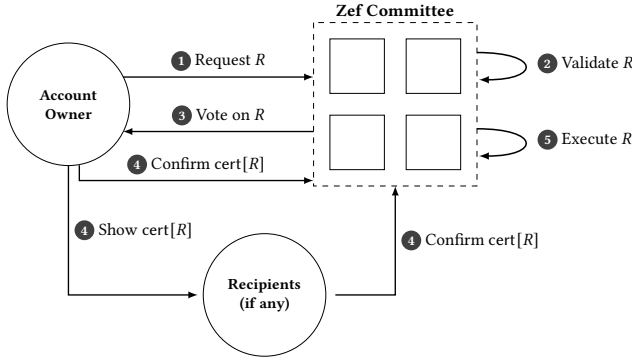 Zef Committee
1 Request R
2 Validate R
Account
Owner
3 Vote on R
5 Execute R
4 Confirm cert[R]
4 Show cert[R]
4 Confirm cert[R]
Recipients
(if any)